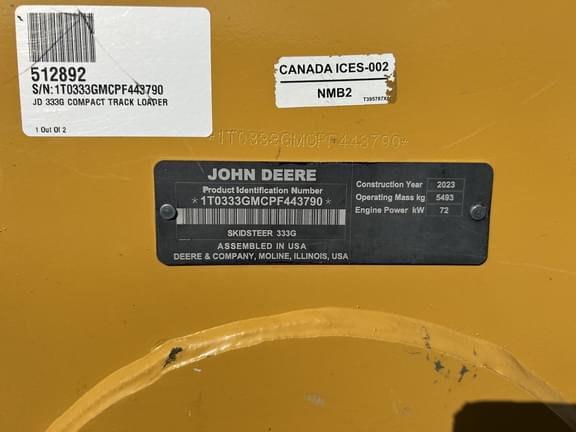 512892
S/N:1T0333GMCPF443790
JD 333G COMPACT TRACK LOADER
1 Out Of 2
CANADA ICES-002
NMB2
T395787X
*1T0333GMCPF443790*
JOHN DEERE
Product Identification Number
*1T0333GMCPF443790*
SKIDSTEER 333G
ASSEMBLED IN USA
DEERE & COMPANY, MOLINE, ILLINOIS, USA
Construction Year 2023
Operating Mass kg 5493
Engine Power kW 72